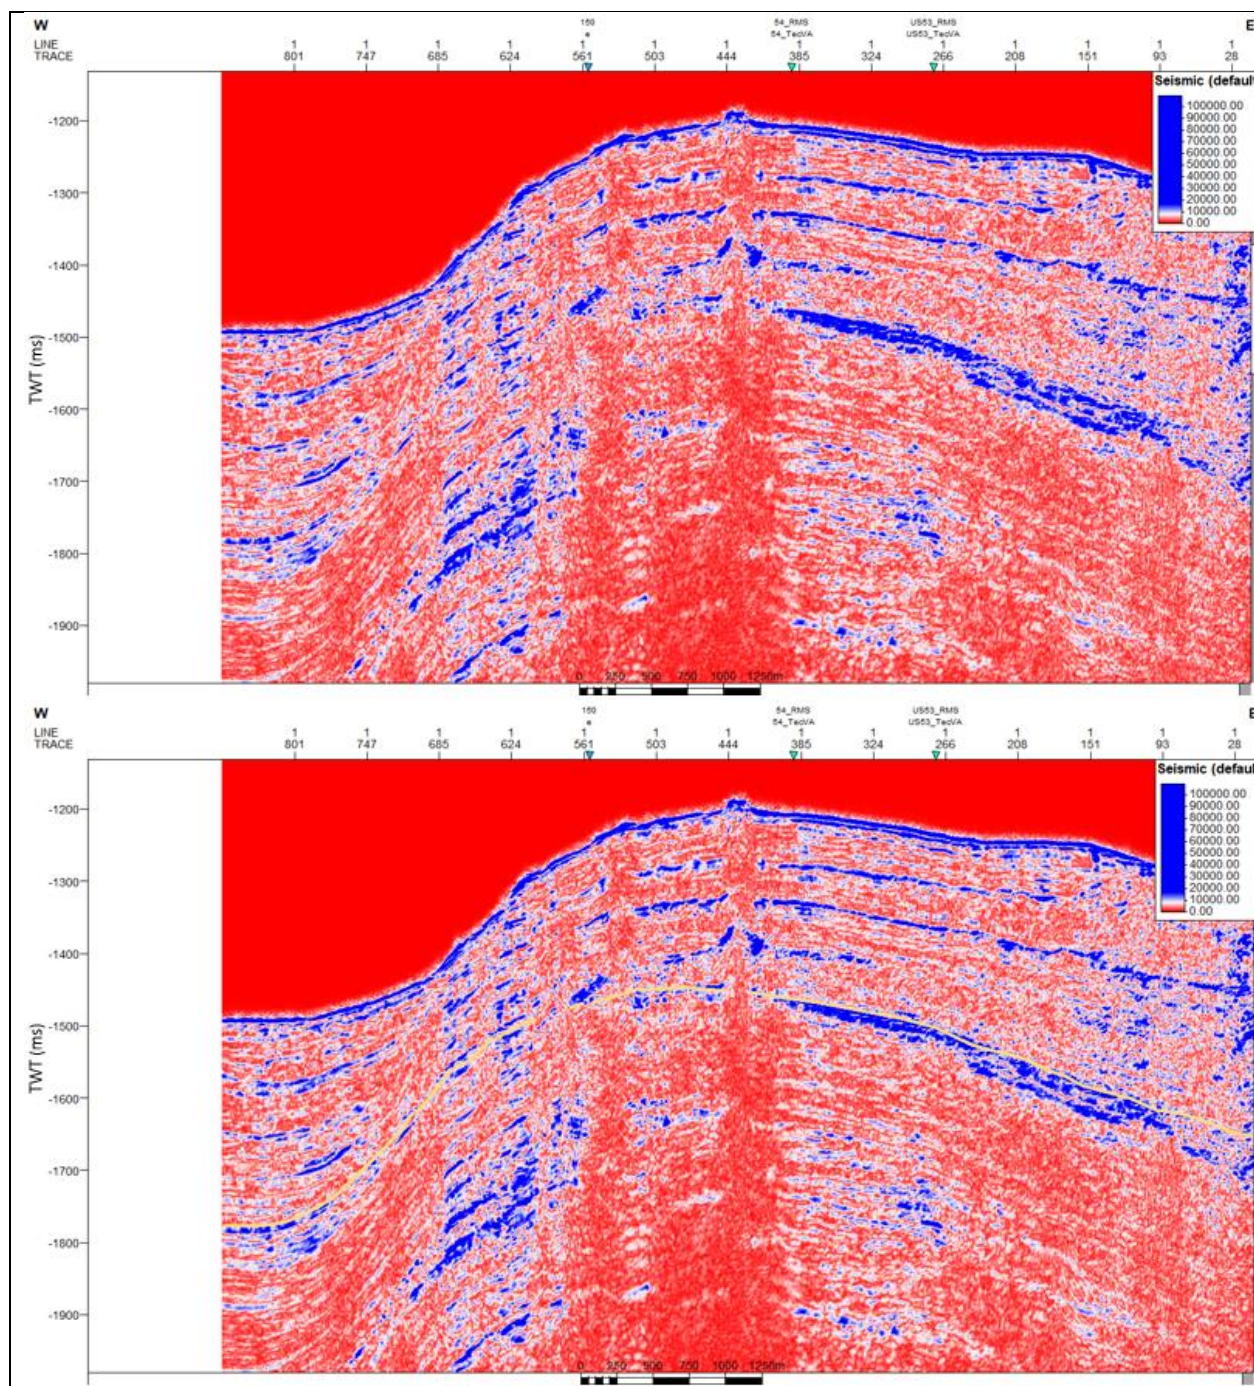 W 150 54_RMS US53_RMS E
e 54_TecVA US53_TecVA
LINE 1 1 1 1 1 1 1 1 1 1 1 1 1 1
TRACE 801 747 685 624 561 503 444 385 324 266 208 151 93 28
Seismic (default
100000.00
90000.00
80000.00
70000.00
60000.00
50000.00
40000.00
30000.00
20000.00
10000.00
0.00
TWT (ms)
-1200
-1300
-1400
-1500
-1600
-1700
-1800
-1900
0 250 500 750 1000 1250m
W 150 54_RMS US53_RMS E
e 54_TecVA US53_TecVA
LINE 1 1 1 1 1 1 1 1 1 1 1 1 1 1
TRACE 801 747 685 624 561 503 444 385 324 266 208 151 93 28
Seismic (defaul
100000.00
90000.00
80000.00
70000.00
60000.00
50000.00
40000.00
30000.00
20000.00
10000.00
0.00
TWT (ms)
-1200
-1300
-1400
-1500
-1600
-1700
-1800
-1900
0 250 500 750 1000 1250m